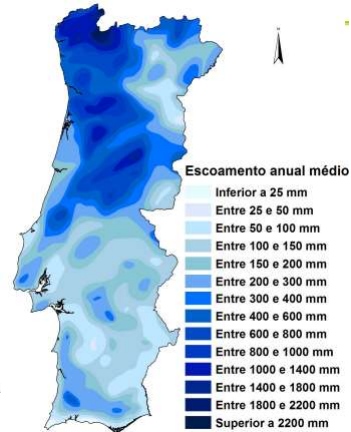 Escoamento anual médio
Inferior a 25 mm
Entre 25 e 50 mm
Entre 50 e 100 mm
Entre 100 e 150 mm
Entre 150 e 200 mm
Entre 200 e 300 mm
Entre 300 e 400 mm
Entre 400 e 600 mm
Entre 600 e 800 mm
Entre 800 e 1000 mm
Entre 1000 e 1400 mm
Entre 1400 e 1800 mm
Entre 1800 e 2200 mm
Superior a 2200 mm